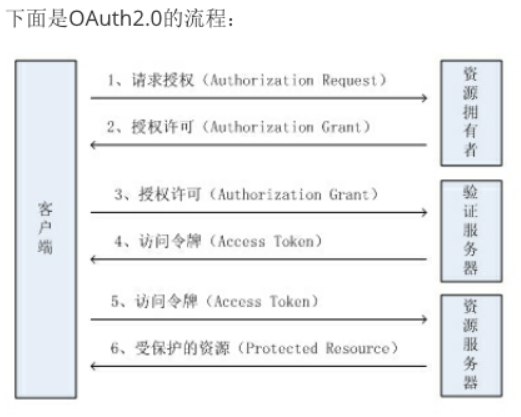 下面是OAuth2.0的流程：
1、请求授权（Authorization Request）
2、授权许可（Authorization Grant）
3、授权许可（Authorization Grant）
4、访问令牌（Access Token）
5、访问令牌（Access Token）
6、受保护的资源（Protected Resource）
客户端
资源拥有者
验证服务器
资源服务器